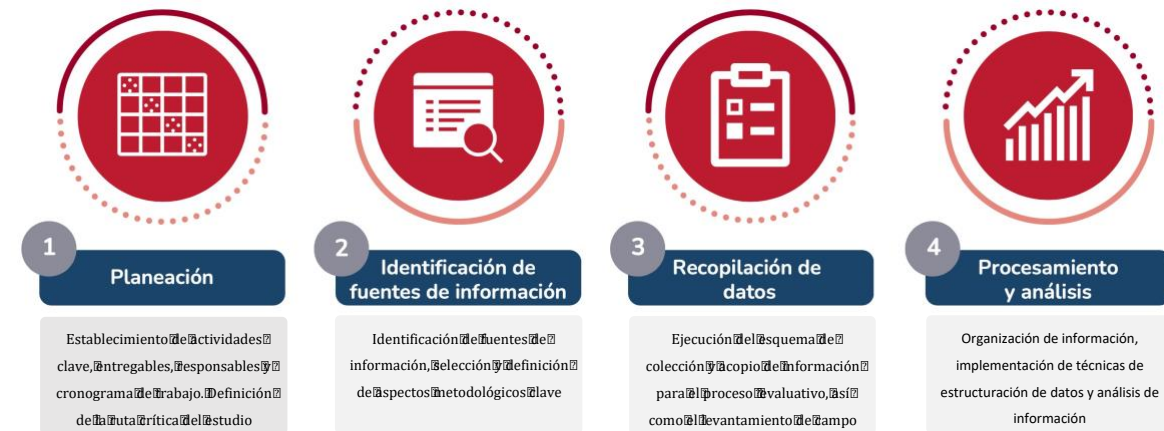 1
Planeación
Establecimiento de actividades
clave, entregables, responsables y
cronograma de trabajo. Definición
de la ruta crítica del estudio
2
Identificación de
fuentes de información
Identificación de fuentes de
información, selección y definición
de aspectos metodológicos clave
3
Recopilación de
datos
Ejecución del esquema de
colección y acopio de información
para el proceso evaluativo, así
como el levantamiento de campo
4
Procesamiento
y análisis
Organización de información,
implementación de técnicas de
estructuración de datos y análisis de
información